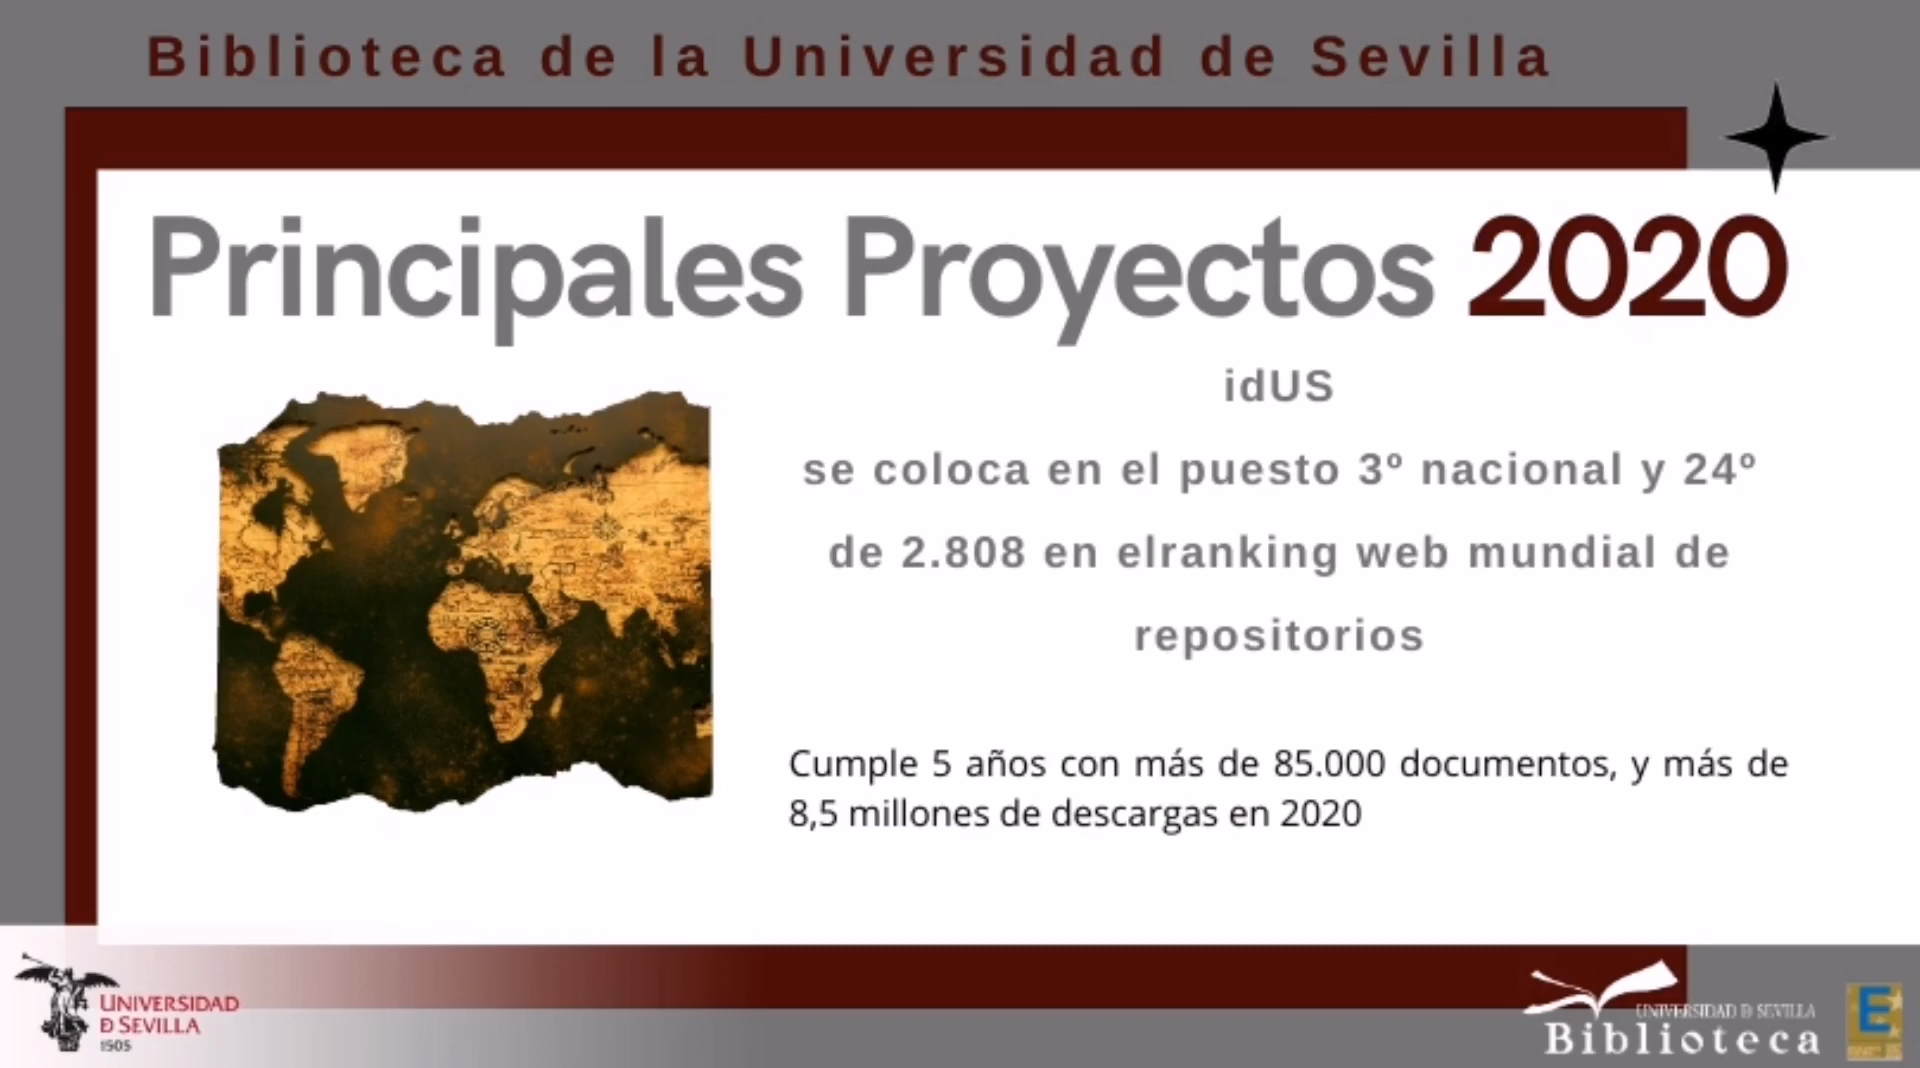 Biblioteca de la Universidad de Sevilla
Principales Proyectos 2020
idUS
se coloca en el puesto 3º nacional y 24º
de 2.808 en elranking web mundial de
repositorios
Cumple 5 años con más de 85.000 documentos, y más de
8,5 millones de descargas en 2020
UNIVERSIDAD
D SEVILLA
1505
UNIVERSIDAD D SEVILLA
Biblioteca
E